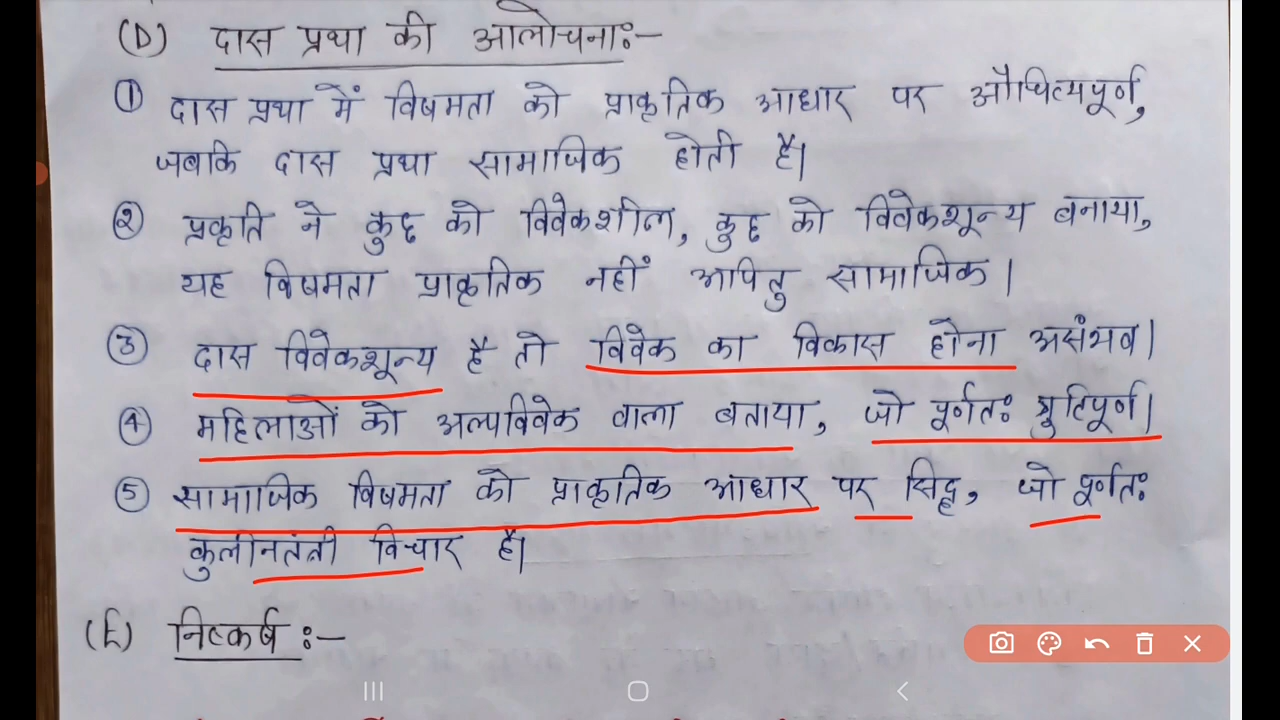 (D) दास प्रथा की आलोचनाः-
① दास प्रथा में विषमता को प्राकृतिक आधार पर औचित्यपूर्ण,
जबकि दास प्रथा सामाजिक होती है।
② प्रकृति ने कुछ को विवेकशील, कुछ को विवेकशून्य बनाया,
यह विषमता प्राकृतिक नहीं अपितु सामाजिक।
③ दास विवेकशून्य है तो विवेक का विकास होना असंभव।
④ महिलाओं को अल्पविवेक वाला बताया, जो पूर्णतः त्रुटिपूर्ण।
⑤ सामाजिक विषमता को प्राकृतिक आधार पर सिद्ध, जो पूर्णतः
कुलीनतंत्री विचार है।
(E) निष्कर्ष :-